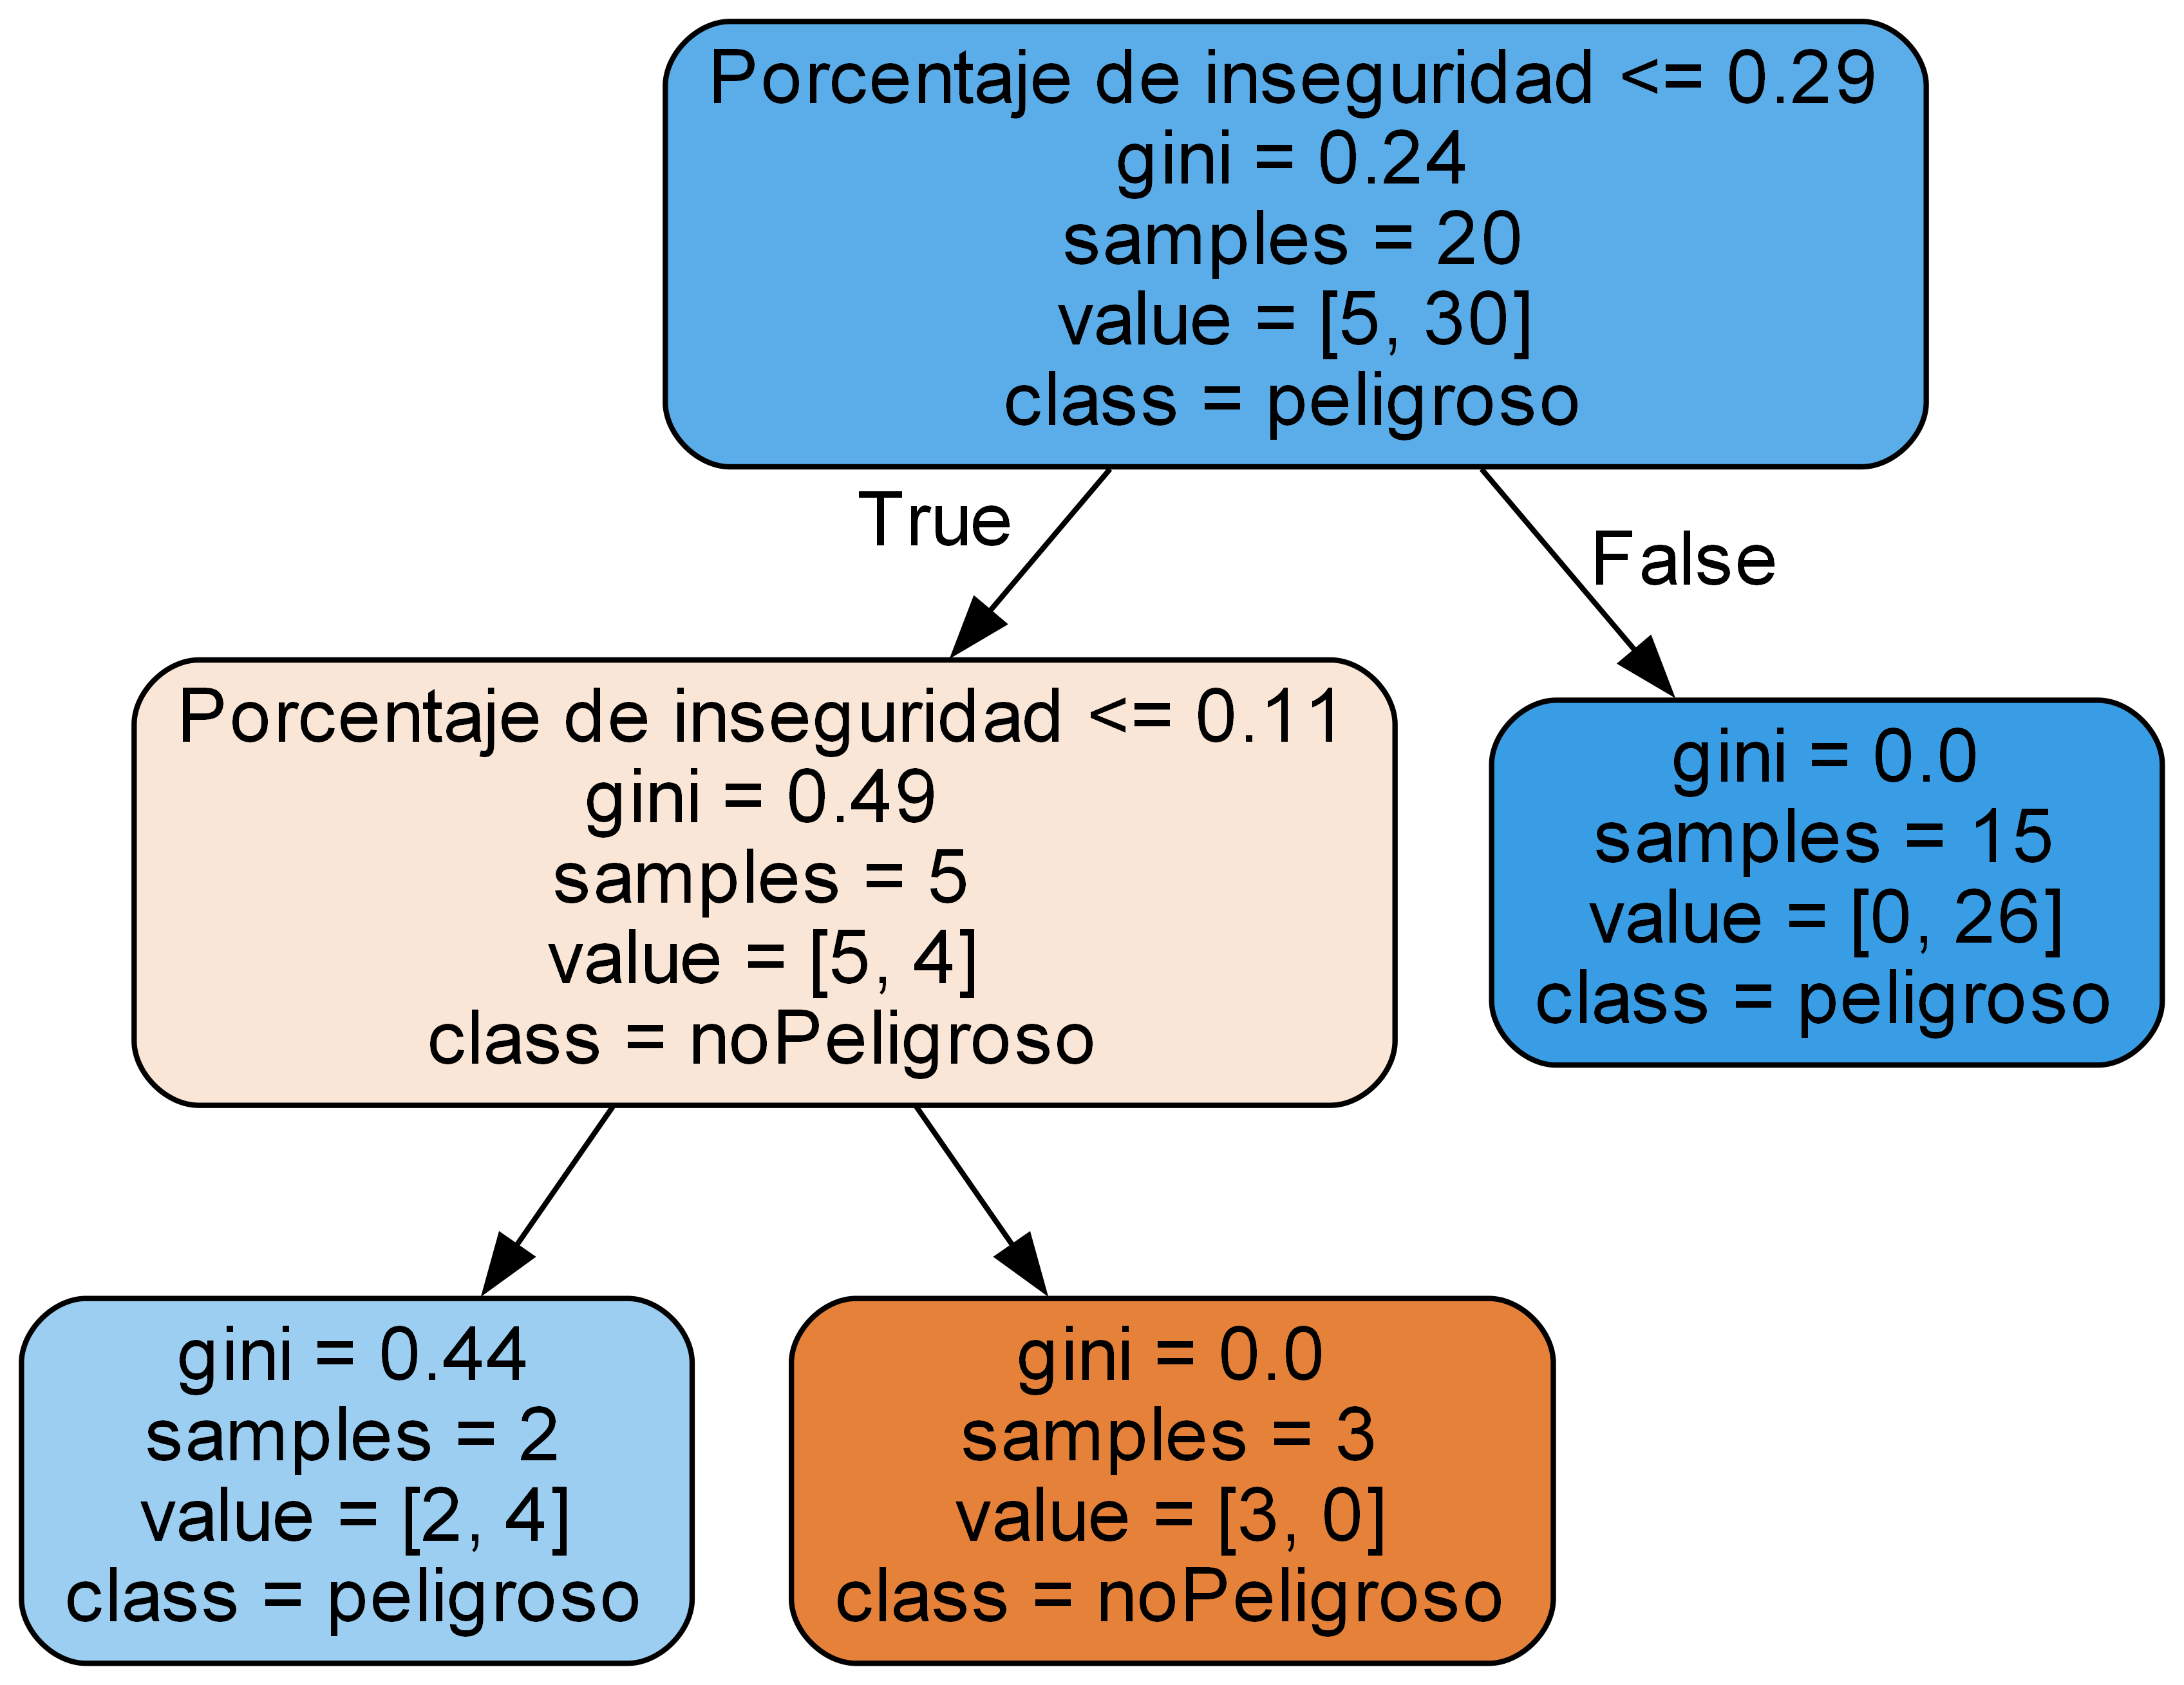 Porcentaje de inseguridad <= 0.29
gini = 0.24
samples = 20
value = [5, 30]
class = peligroso
True
False
Porcentaje de inseguridad <= 0.11
gini = 0.49
samples = 5
value = [5, 4]
class = noPeligroso
gini = 0.0
samples = 15
value = [0, 26]
class = peligroso
gini = 0.44
samples = 2
value = [2, 4]
class = peligroso
gini = 0.0
samples = 3
value = [3, 0]
class = noPeligroso